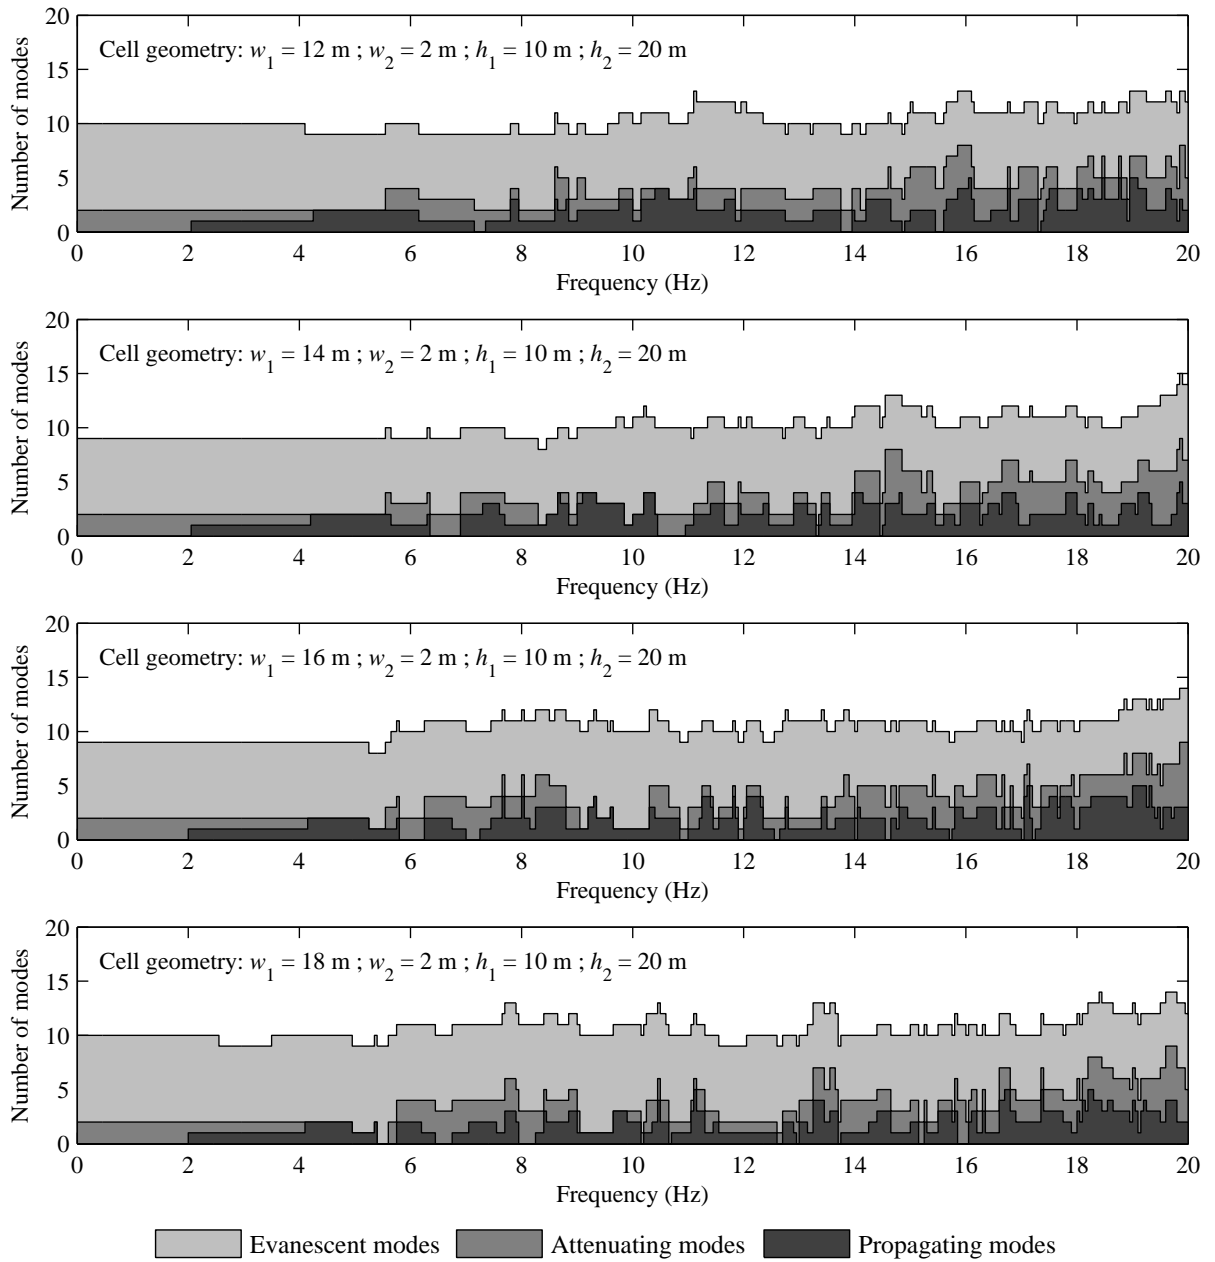 20
15
10
5
0
Number of modes
Cell geometry: w1 = 12 m ; w2 = 2 m ; h1 = 10 m ; h2 = 20 m
0 2 4 6 8 10 12 14 16 18 20
Frequency (Hz)
20
15
10
5
0
Number of modes
Cell geometry: w1 = 14 m ; w2 = 2 m ; h1 = 10 m ; h2 = 20 m
0 2 4 6 8 10 12 14 16 18 20
Frequency (Hz)
20
15
10
5
0
Number of modes
Cell geometry: w1 = 16 m ; w2 = 2 m ; h1 = 10 m ; h2 = 20 m
0 2 4 6 8 10 12 14 16 18 20
Frequency (Hz)
20
15
10
5
0
Number of modes
Cell geometry: w1 = 18 m ; w2 = 2 m ; h1 = 10 m ; h2 = 20 m
0 2 4 6 8 10 12 14 16 18 20
Frequency (Hz)
Evanescent modes Attenuating modes Propagating modes